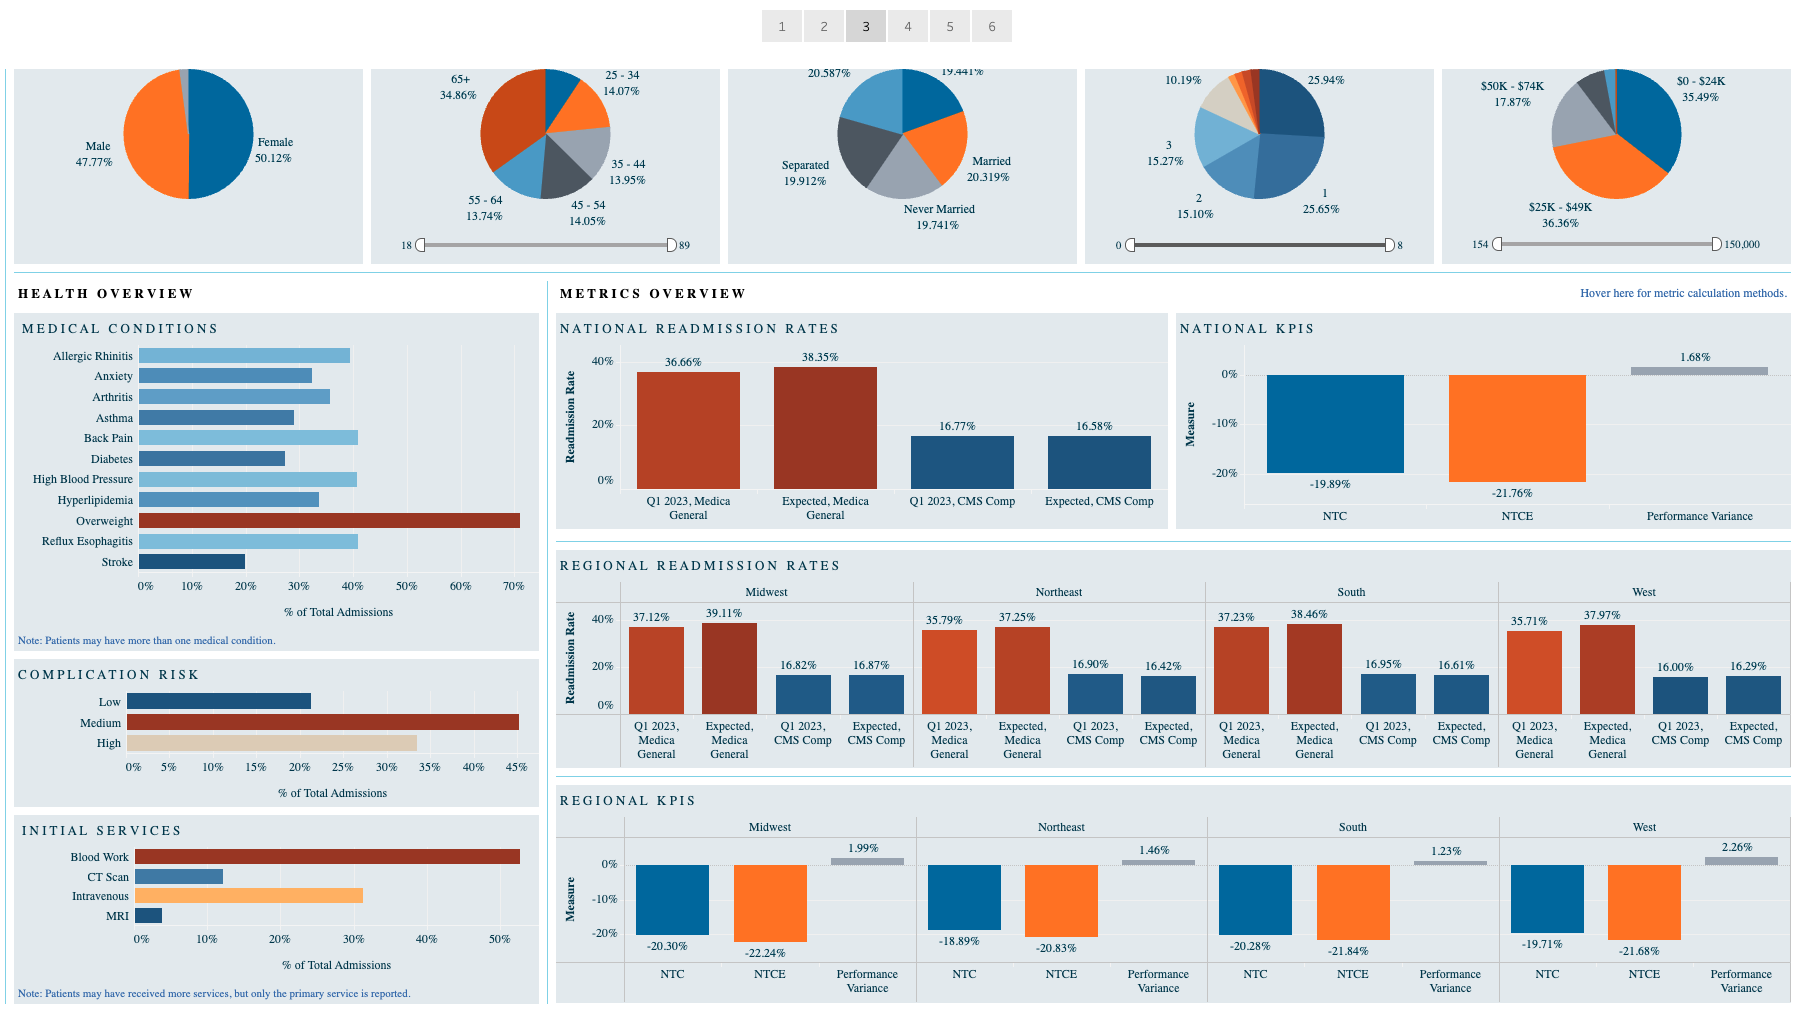 1 2 3 4 5 6
Male
47.77%
Female
50.12%
65+
34.86%
25 - 34
14.07%
35 - 44
13.95%
45 - 54
14.05%
55 - 64
13.74%
18 89
20.587%
19.441%
Separated
19.912%
Married
20.319%
Never Married
19.741%
10.19%
25.94%
3
15.27%
2
15.10%
1
25.65%
0 8
$50K - $74K
17.87%
$0 - $24K
35.49%
$25K - $49K
36.36%
154 150,000
HEALTH OVERVIEW
MEDICAL CONDITIONS
Allergic Rhinitis
Anxiety
Arthritis
Asthma
Back Pain
Diabetes
High Blood Pressure
Hyperlipidemia
Overweight
Reflux Esophagitis
Stroke
0% 10% 20% 30% 40% 50% 60% 70%
% of Total Admissions
Note: Patients may have more than one medical condition.
COMPLICATION RISK
Low
Medium
High
0% 5% 10% 15% 20% 25% 30% 35% 40% 45%
% of Total Admissions
INITIAL SERVICES
Blood Work
CT Scan
Intravenous
MRI
0% 10% 20% 30% 40% 50%
% of Total Admissions
Note: Patients may have received more services, but only the primary service is reported.
METRICS OVERVIEW
Hover here for metric calculation methods.
NATIONAL READMISSION RATES
Readmission Rate
40%
20%
0%
36.66% 38.35% 16.77% 16.58%
Q1 2023, Medica General
Expected, Medica General
Q1 2023, CMS Comp
Expected, CMS Comp
NATIONAL KPIS
Measure
0%
-10%
-20%
-19.89% -21.76% 1.68%
NTC NTCE Performance Variance
REGIONAL READMISSION RATES
Midwest Northeast South West
Readmission Rate
40%
20%
0%
37.12% 39.11% 16.82% 16.87%
35.79% 37.25% 16.90% 16.42%
37.23% 38.46% 16.95% 16.61%
35.71% 37.97% 16.00% 16.29%
Q1 2023, Medica General
Expected, Medica General
Q1 2023, CMS Comp
Expected, CMS Comp
Q1 2023, Medica General
Expected, Medica General
Q1 2023, CMS Comp
Expected, CMS Comp
Q1 2023, Medica General
Expected, Medica General
Q1 2023, CMS Comp
Expected, CMS Comp
Q1 2023, Medica General
Expected, Medica General
Q1 2023, CMS Comp
Expected, CMS Comp
REGIONAL KPIS
Midwest Northeast South West
Measure
0%
-10%
-20%
-20.30% -22.24% 1.99%
-18.89% -20.83% 1.46%
-20.28% -21.84% 1.23%
-19.71% -21.68% 2.26%
NTC NTCE Performance Variance
NTC NTCE Performance Variance
NTC NTCE Performance Variance
NTC NTCE Performance Variance